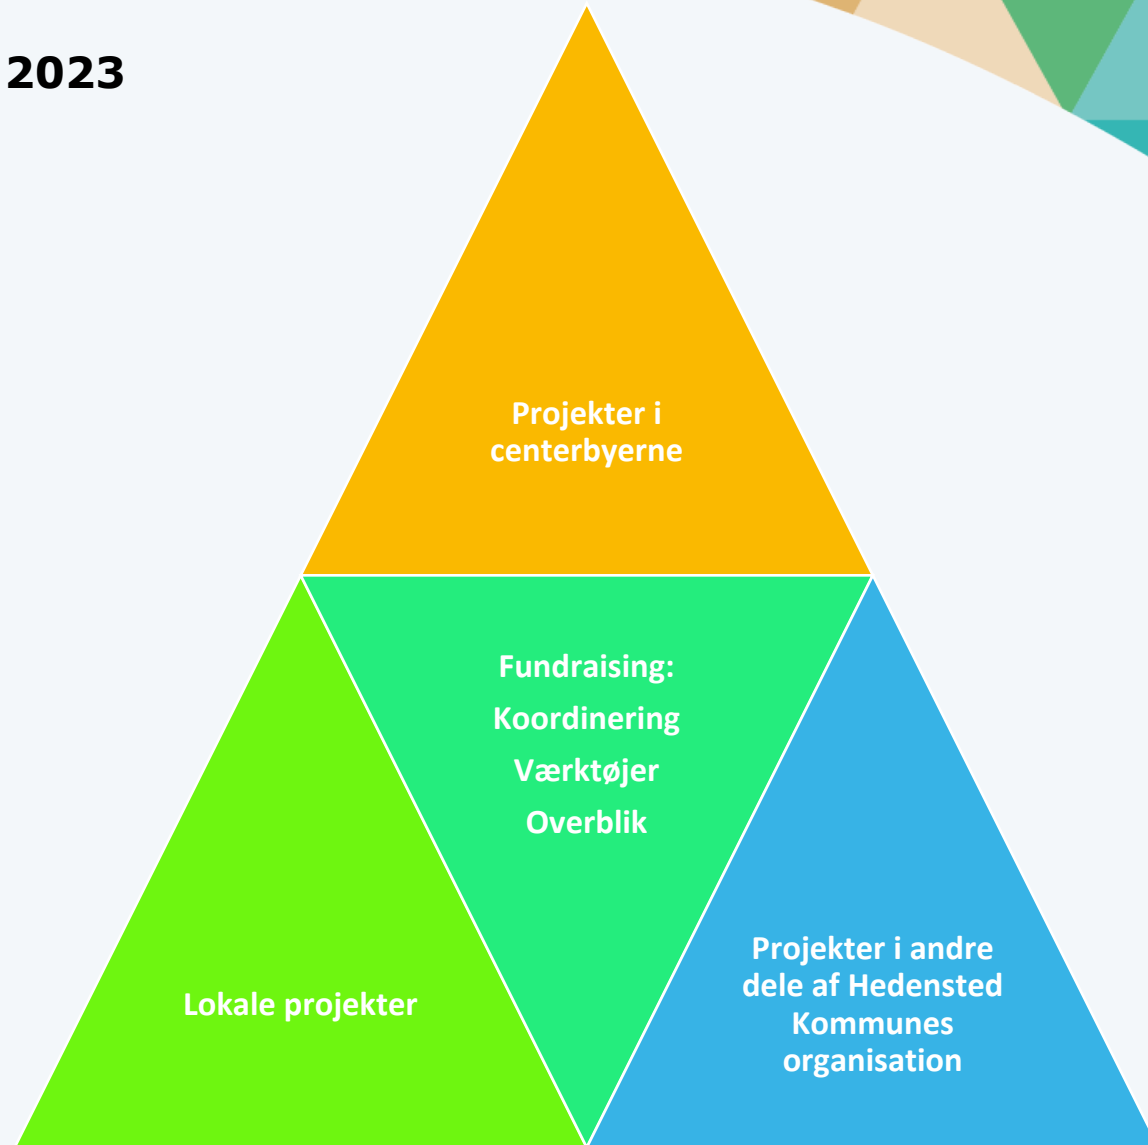 2023
Projekter i
centerbyerne
Fundraising:
Koordinering
Værktøjer
Overblik
Lokale projekter
Projekter i andre
dele af Hedensted
Kommunes
organisation